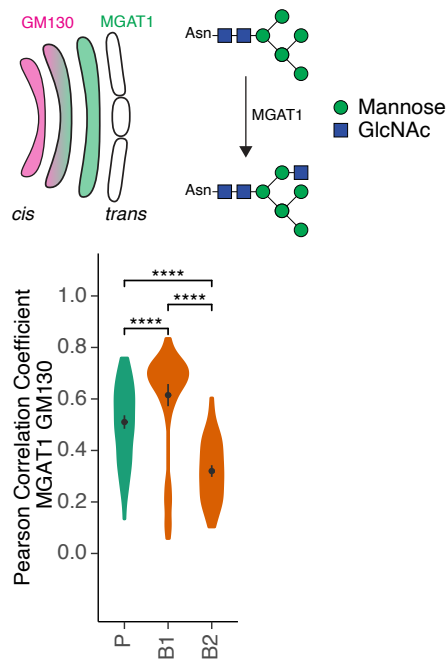 GM130 MGAT1
cis trans
Asn
MGAT1
Asn
Mannose
GlcNAc
Pearson Correlation Coefficient
MGAT1 GM130
1.0
0.8
0.6
0.4
0.2
0.0
****
****
****
P B1 B2